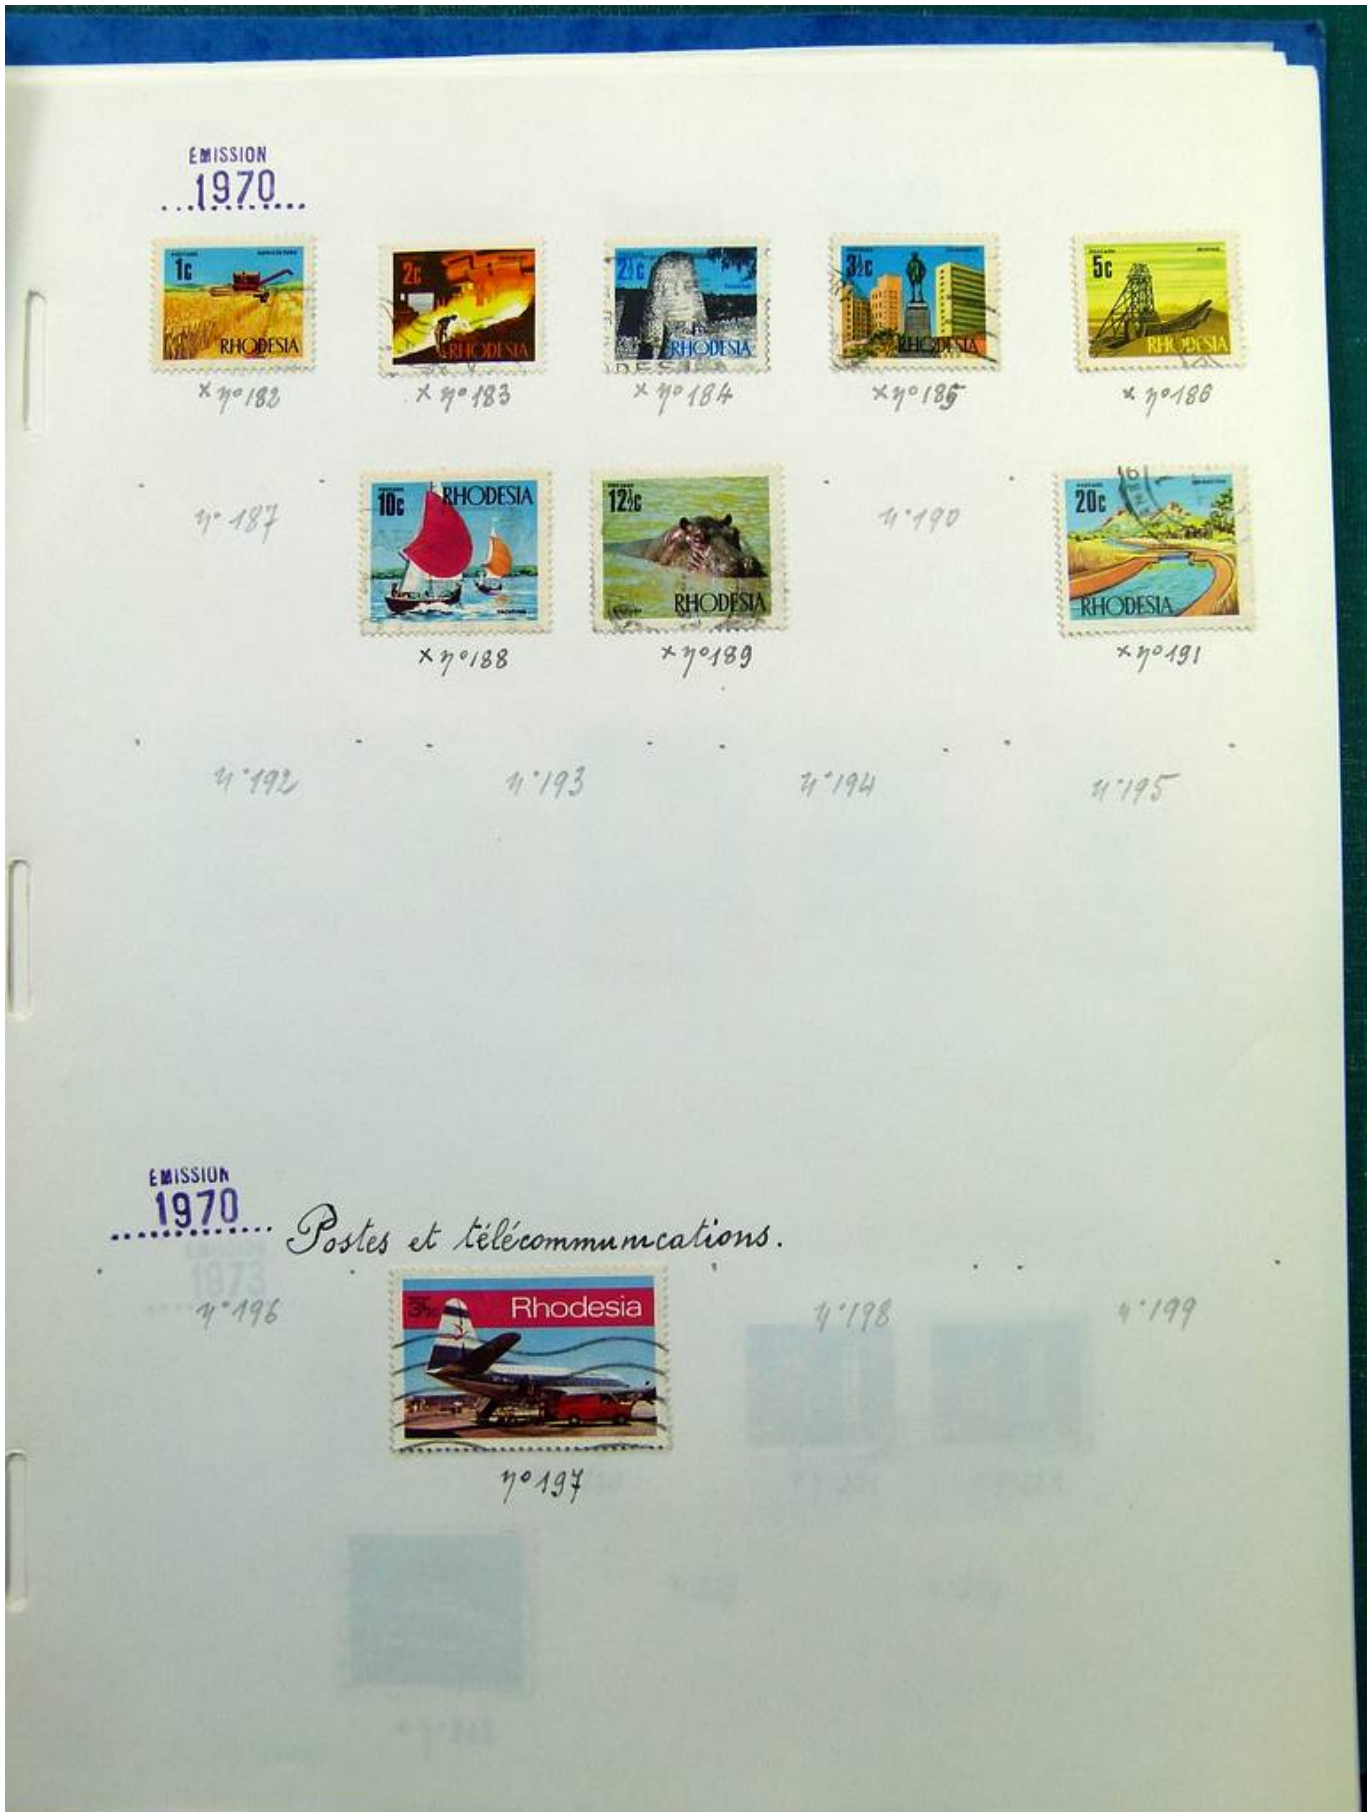 ÉMISSION
1970
1c
RHODESIA
2c
RHODESIA
2½c
RHODESIA
3½c
RHODESIA
5c
RHODESIA
x n° 182
x n° 183
x n° 184
x n° 185
x n° 186
n° 187
10c
RHODESIA
12½c
RHODESIA
n° 190
20c
RHODESIA
x n° 188
x n° 189
x n° 191
n° 192
n° 193
n° 194
n° 195
ÉMISSION
1970
Postes et télécommunications.
n° 196
3½c
Rhodesia
n° 198
n° 199
n° 197